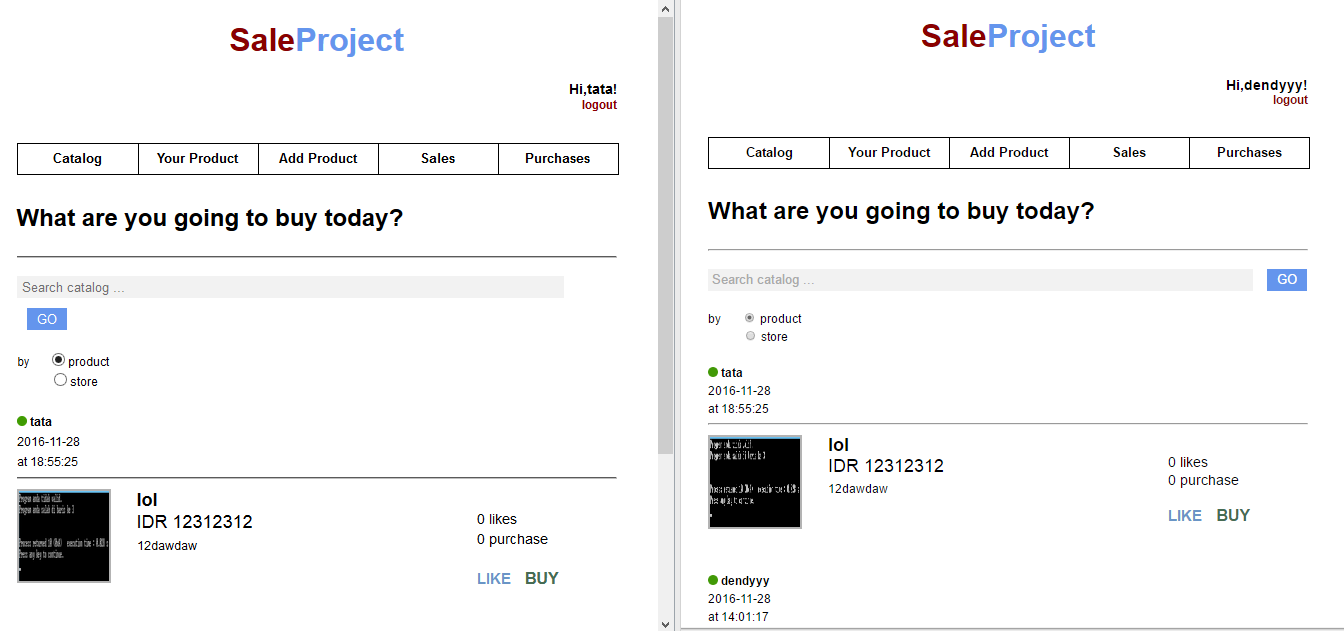 SaleProject
Hi,tata!
logout
Catalog Your Product Add Product Sales Purchases
What are you going to buy today?
Search catalog ...
GO
by product
store
tata
2016-11-28
at 18:55:25
lol
IDR 12312312
12dawdaw
0 likes
0 purchase
LIKE BUY
SaleProject
Hi,dendyyy!
logout
Catalog Your Product Add Product Sales Purchases
What are you going to buy today?
Search catalog ... GO
by product
store
tata
2016-11-28
at 18:55:25
lol
IDR 12312312
12dawdaw
0 likes
0 purchase
LIKE BUY
dendyyy
2016-11-28
at 14:01:17